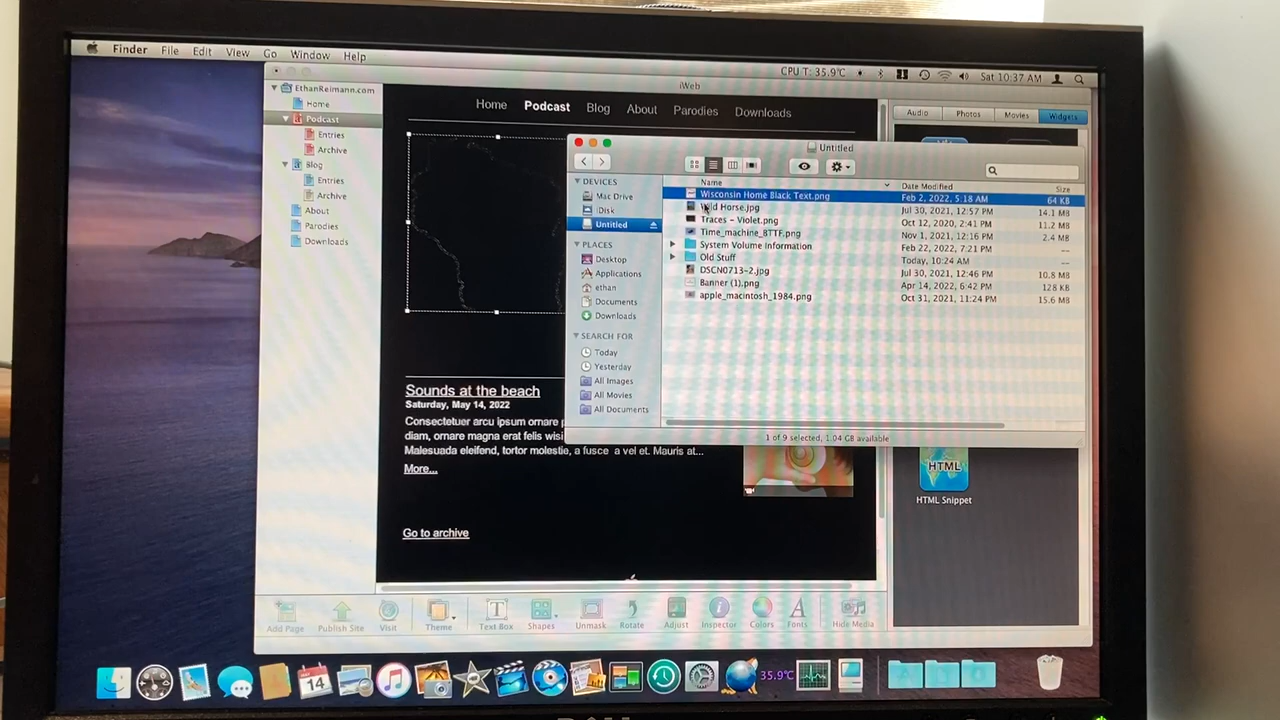 Finder File Edit View Go Window Help
CPU T: 35.9°C Sat 10:37 AM
iWeb
EthanReimann.com
Home
Podcast
Entries
Archive
Blog
Entries
Archive
About
Parodies
Downloads
Home Podcast Blog About Parodies Downloads
Audio Photos Movies Widgets
Untitled
DEVICES
Mac Drive
iDisk
Untitled
PLACES
Desktop
Applications
ethan
Documents
Downloads
SEARCH FOR
Today
Yesterday
All Images
All Movies
All Documents
Name Date Modified Size
Wisconsin Home Black Text.png Feb 2, 2022, 5:18 AM 64 KB
Wild Horse.jpg Jul 30, 2021, 12:57 PM 14.1 MB
Traces - Violet.png Oct 12, 2020, 2:41 PM 11.2 MB
Time_machine_BTTF.png Nov 1, 2021, 12:16 PM 2.4 MB
System Volume Information Feb 22, 2022, 7:21 PM --
Old Stuff Today, 10:24 AM --
DSCN0713-2.jpg Jul 30, 2021, 12:46 PM 10.8 MB
Banner (1).png Apr 14, 2022, 6:42 PM 128 KB
apple_macintosh_1984.png Oct 31, 2021, 11:24 PM 15.6 MB
1 of 9 selected, 1.04 GB available
Sounds at the beach
Saturday, May 14, 2022
Consectetuer arcu ipsum ornare
diam, ornare magna erat felis wisi
Malesuada eleifend, tortor molestie, a fusce a vel et. Mauris at...
More...
Go to archive
HTML
HTML Snippet
Add Page Publish Site Visit Theme Text Box Shapes Unmask Rotate Adjust Inspector Colors Fonts Hide Media
MAY
14
35.9°C